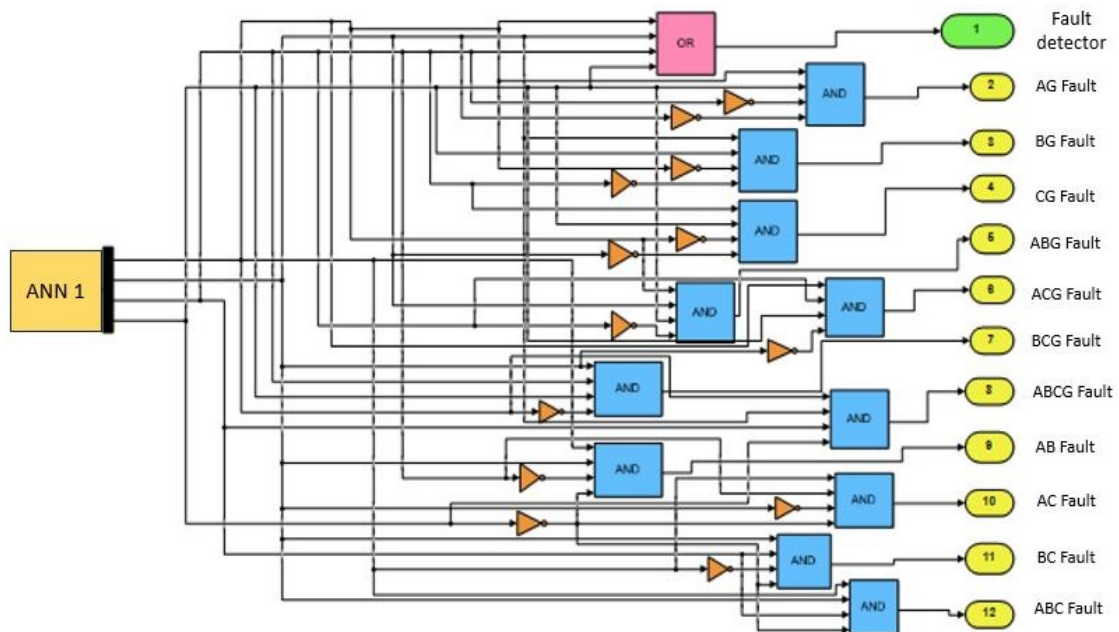 Fault
detector
OR
1
AND
2
AG Fault
AND
3
BG Fault
AND
4
CG Fault
5
ABG Fault
ANN 1
AND
AND
6
ACG Fault
7
BCG Fault
AND
AND
8
ABCG Fault
AND
9
AB Fault
AND
10
AC Fault
AND
11
BC Fault
AND
12
ABC Fault